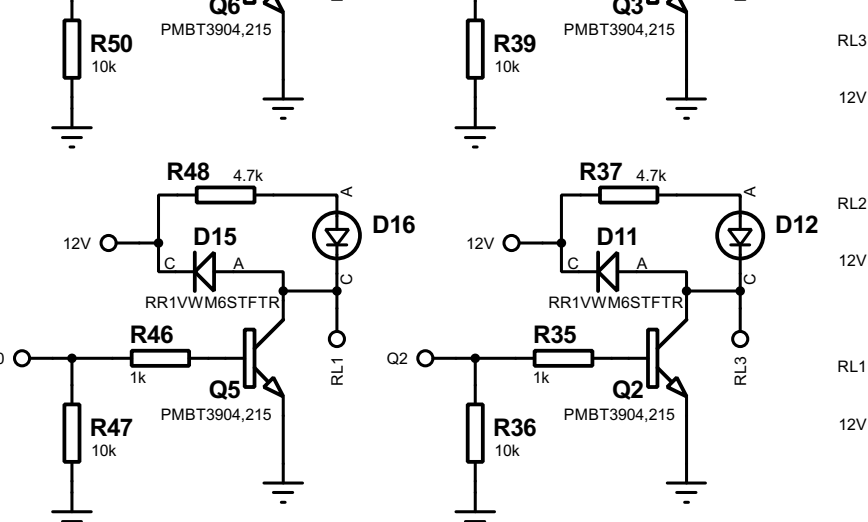 Q6
PMBT3904,215
R50
10k
Q3
PMBT3904,215
R39
10k
RL3
12V
R48 4.7k
A
D16
12V
D15
C A
C
RR1VWM6STFTR
R46
1k
RL1
Q5
PMBT3904,215
R47
10k
R37 4.7k
A
D12
12V
D11
C A
C
RR1VWM6STFTR
Q2
R35
1k
RL3
Q2
PMBT3904,215
R36
10k
RL2
12V
RL1
12V